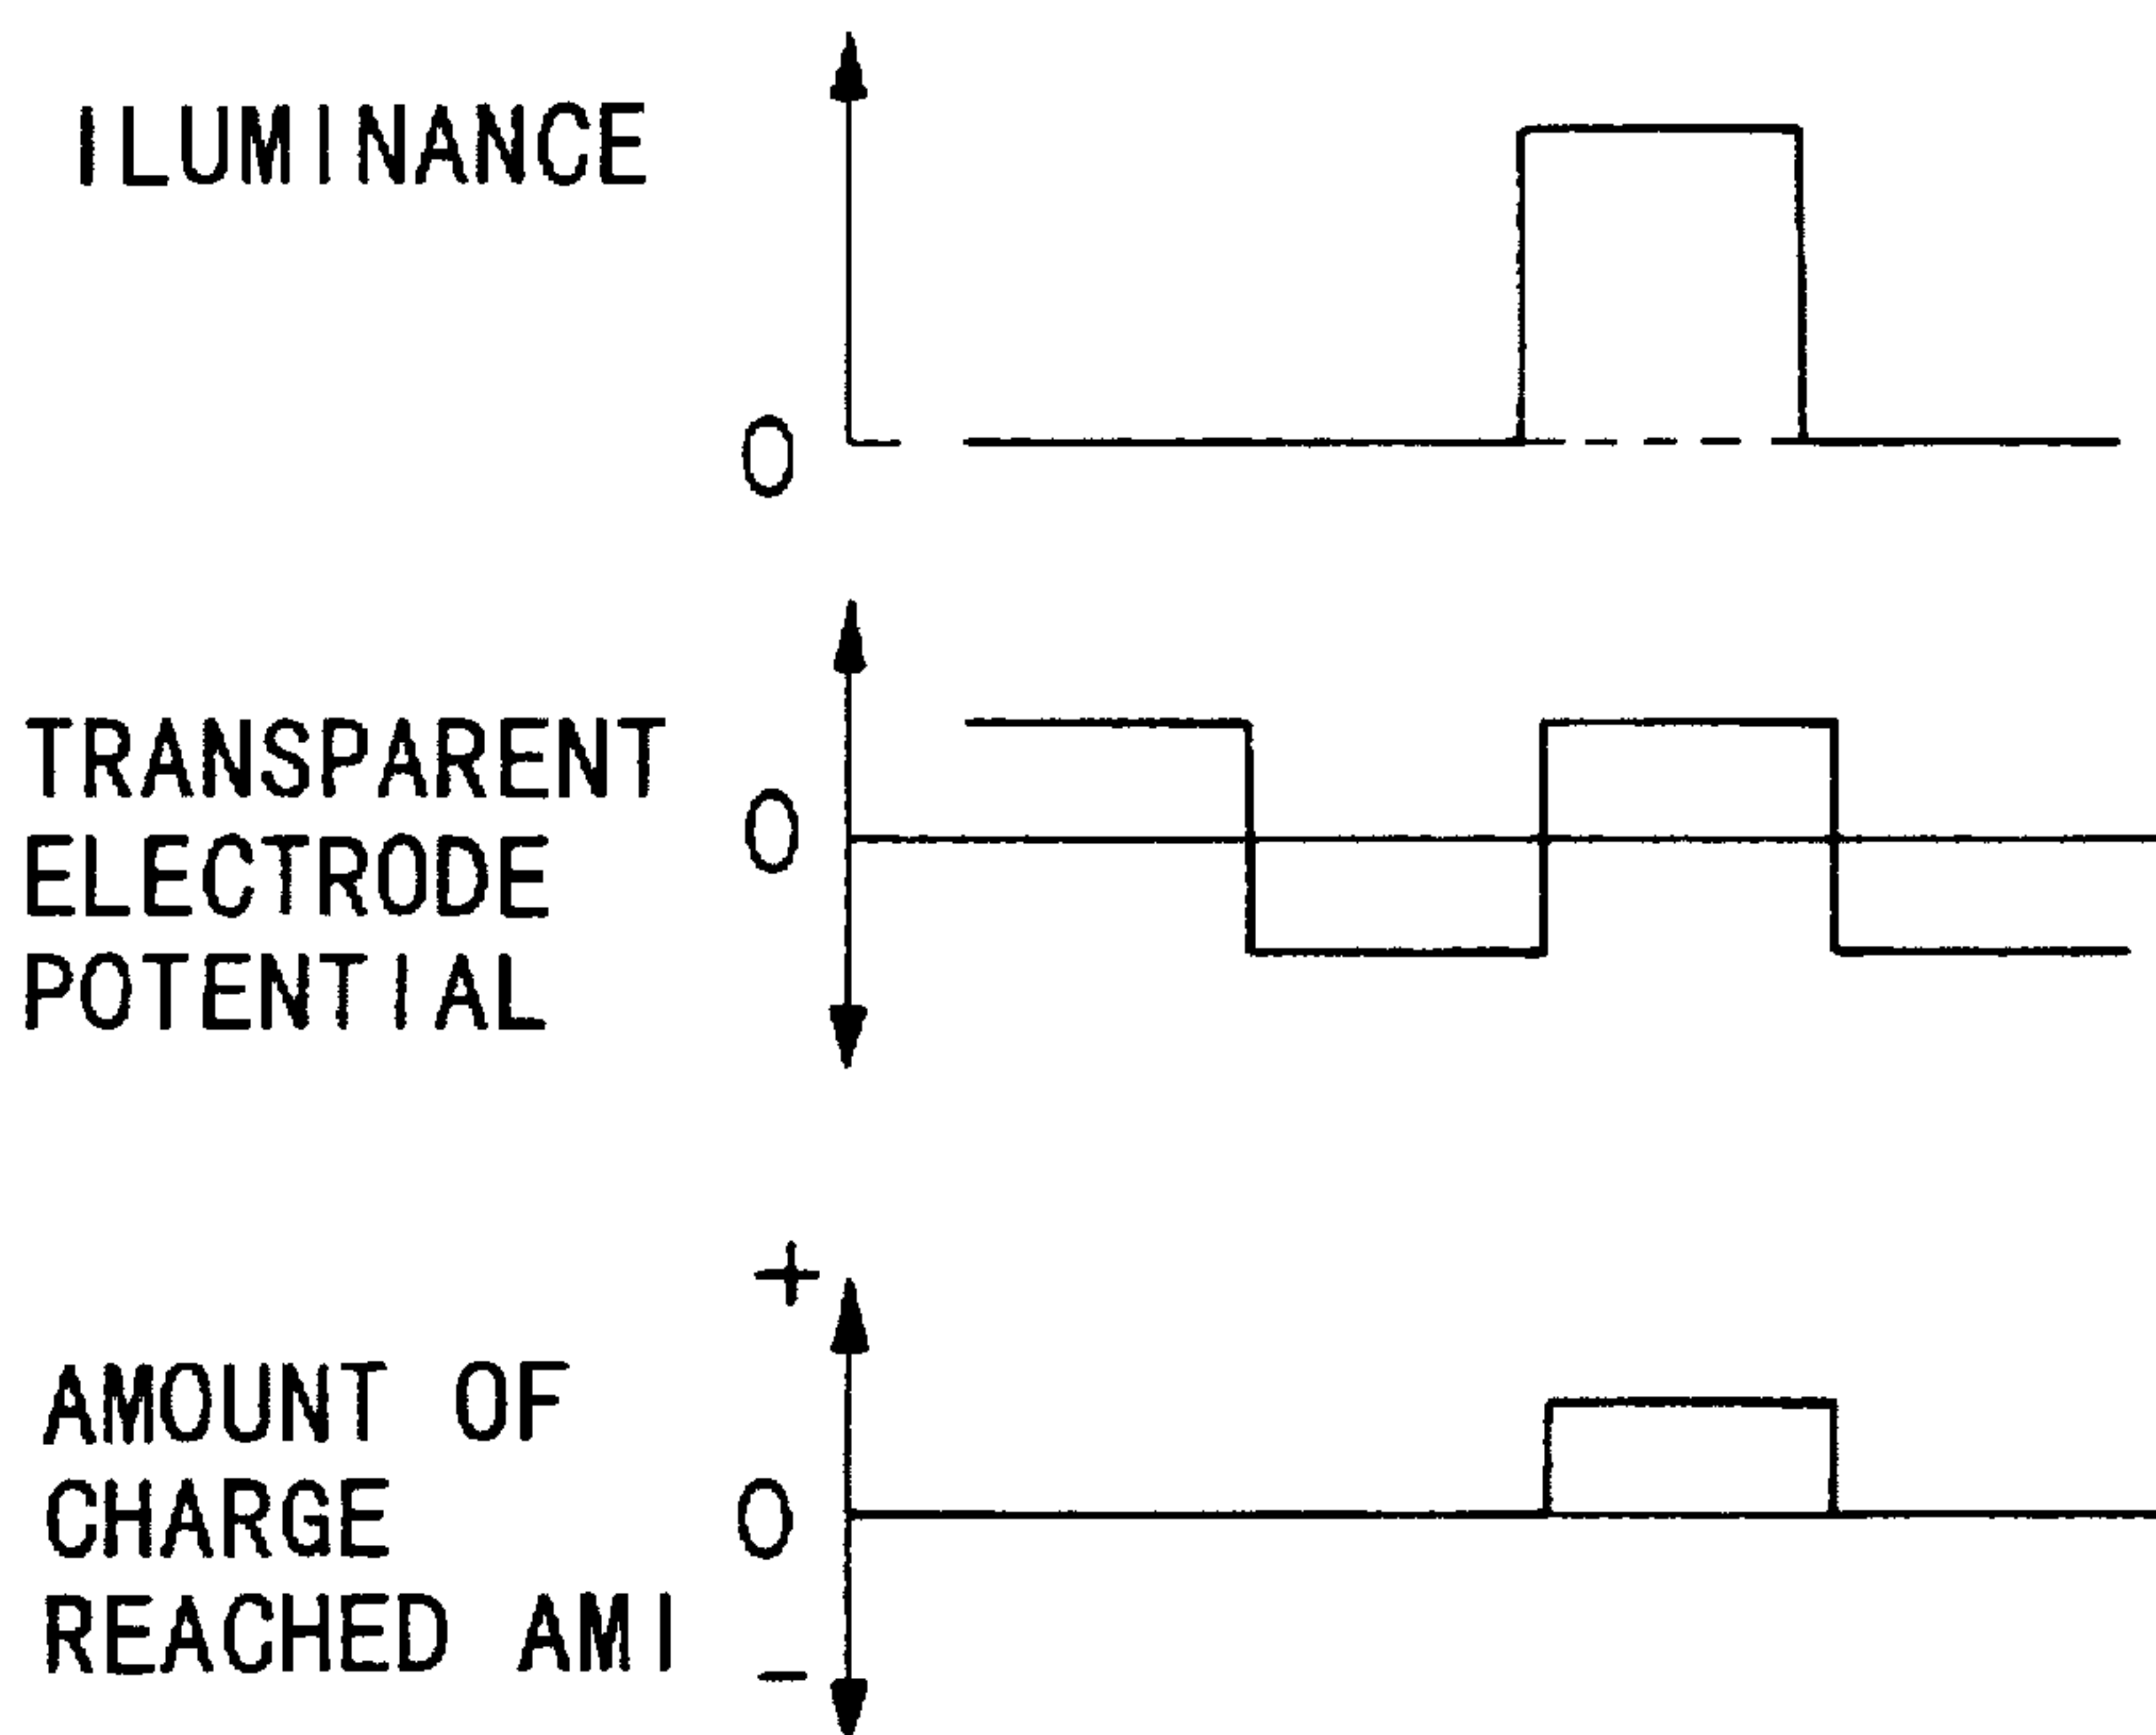 ILUMINANCE
0
TRANSPARENT
ELECTRODE
POTENTIAL
0
+
AMOUNT OF
CHARGE
REACHED AMI
0
−